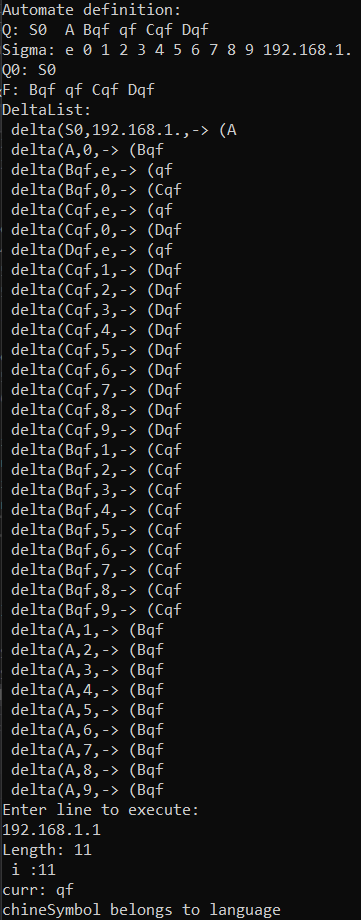 Automate definition:
Q: S0  A Bqf qf Cqf Dqf
Sigma: e 0 1 2 3 4 5 6 7 8 9 192.168.1.
Q0: S0
F: Bqf qf Cqf Dqf
DeltaList:
delta(S0,192.168.1.,-> (A
delta(A,0,-> (Bqf
delta(Bqf,e,-> (qf
delta(Bqf,0,-> (Cqf
delta(Cqf,e,-> (qf
delta(Cqf,0,-> (Dqf
delta(Dqf,e,-> (qf
delta(Cqf,1,-> (Dqf
delta(Cqf,2,-> (Dqf
delta(Cqf,3,-> (Dqf
delta(Cqf,4,-> (Dqf
delta(Cqf,5,-> (Dqf
delta(Cqf,6,-> (Dqf
delta(Cqf,7,-> (Dqf
delta(Cqf,8,-> (Dqf
delta(Cqf,9,-> (Dqf
delta(Bqf,1,-> (Cqf
delta(Bqf,2,-> (Cqf
delta(Bqf,3,-> (Cqf
delta(Bqf,4,-> (Cqf
delta(Bqf,5,-> (Cqf
delta(Bqf,6,-> (Cqf
delta(Bqf,7,-> (Cqf
delta(Bqf,8,-> (Cqf
delta(Bqf,9,-> (Cqf
delta(A,1,-> (Bqf
delta(A,2,-> (Bqf
delta(A,3,-> (Bqf
delta(A,4,-> (Bqf
delta(A,5,-> (Bqf
delta(A,6,-> (Bqf
delta(A,7,-> (Bqf
delta(A,8,-> (Bqf
delta(A,9,-> (Bqf
Enter line to execute:
192.168.1.1
Length: 11
i :11
curr: qf
chineSymbol belongs to language